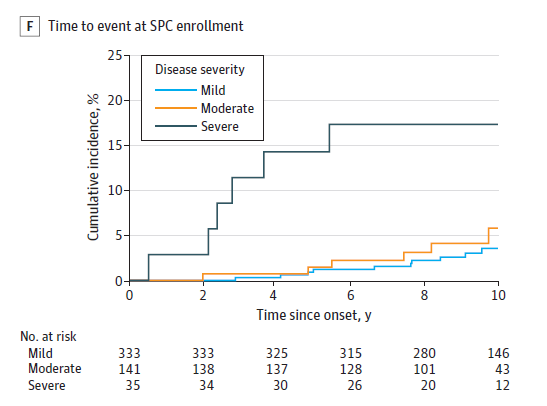 F Time to event at SPC enrollment
25
20
15
10
5
0
Cumulative incidence, %
Disease severity
Mild
Moderate
Severe
0 2 4 6 8 10
Time since onset, y
No. at risk
Mild 333 333 325 315 280 146
Moderate 141 138 137 128 101 43
Severe 35 34 30 26 20 12